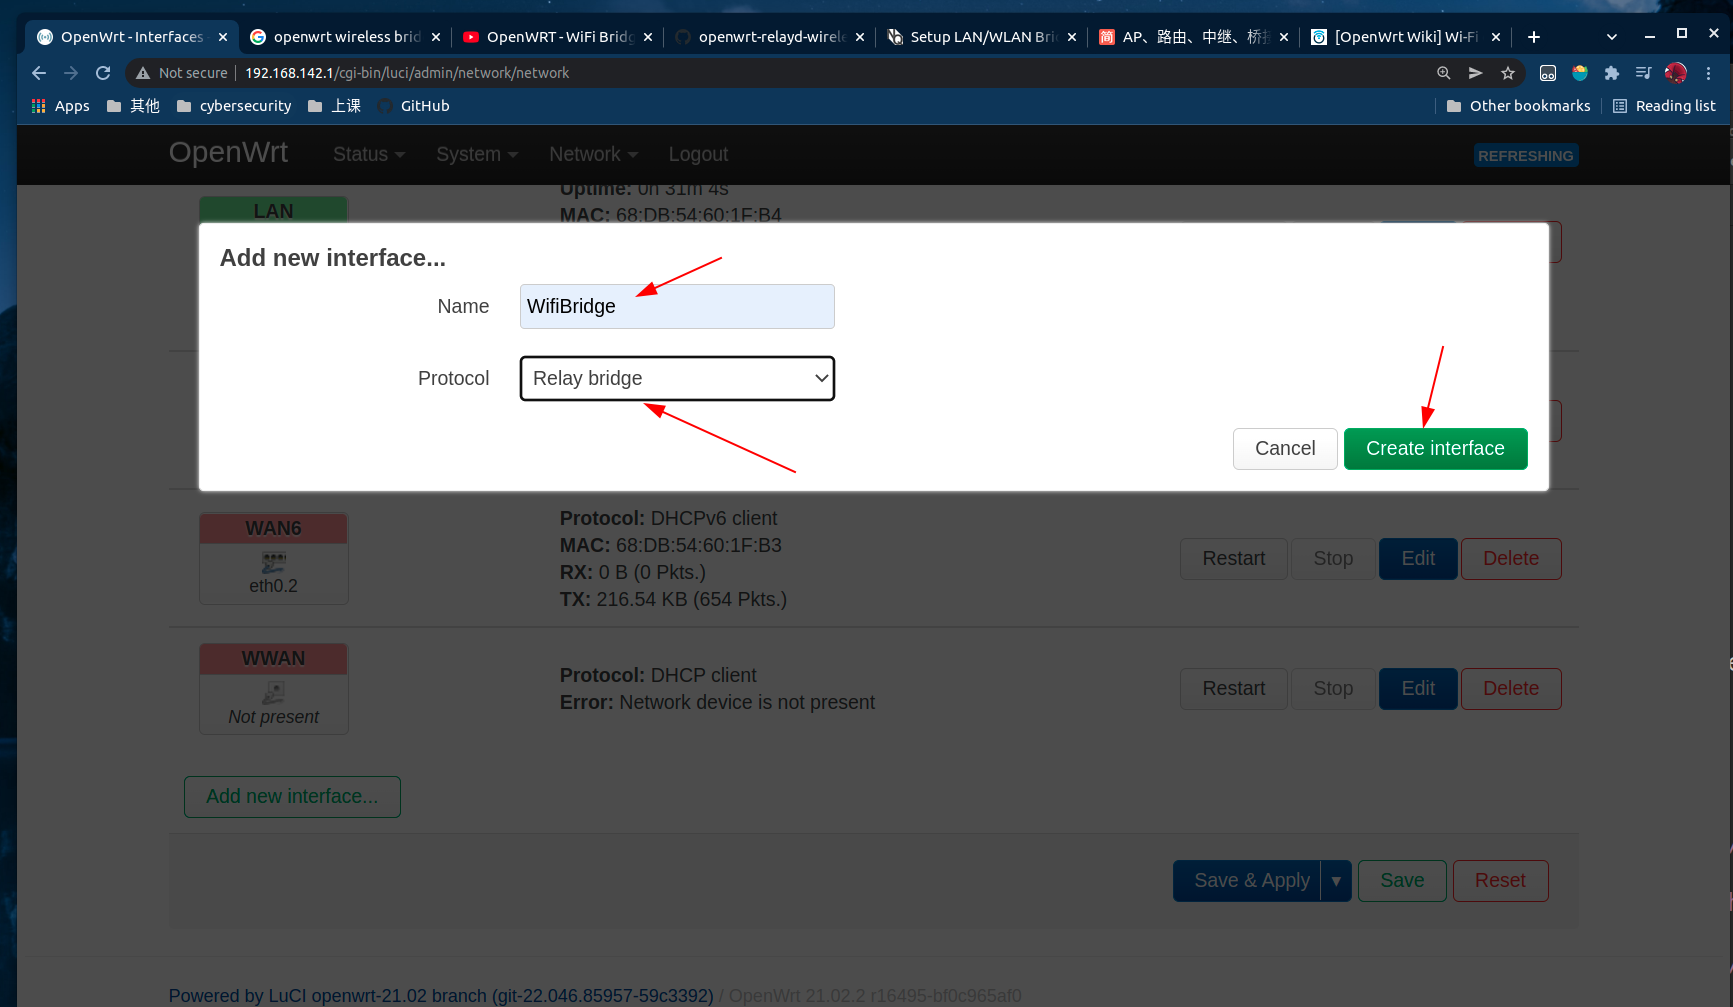 OpenWrt - Interfaces
openwrt wireless brid
OpenWRT - WiFi Bridg
openwrt-relayd-wirele
Setup LAN/WLAN Bri
AP、路由、中继、桥接
[OpenWrt Wiki] Wi-Fi
Not secure
192.168.142.1/cgi-bin/luci/admin/network/network
Apps
其他
cybersecurity
上课
GitHub
Other bookmarks
Reading list
OpenWrt
Status
System
Network
Logout
REFRESHING
Uptime: 0h 31m 4s
LAN
MAC: 68:DB:54:60:1F:B4
Add new interface...
Name
WifiBridge
Protocol
Relay bridge
Cancel
Create interface
WAN6
eth0.2
Protocol: DHCPv6 client
MAC: 68:DB:54:60:1F:B3
RX: 0 B (0 Pkts.)
TX: 216.54 KB (654 Pkts.)
Restart
Stop
Edit
Delete
WWAN
Not present
Protocol: DHCP client
Error: Network device is not present
Restart
Stop
Edit
Delete
Add new interface...
Save & Apply
Save
Reset
Powered by LuCI openwrt-21.02 branch (git-22.046.85957-59c3392) / OpenWrt 21.02.2 r16495-bf0c965af0